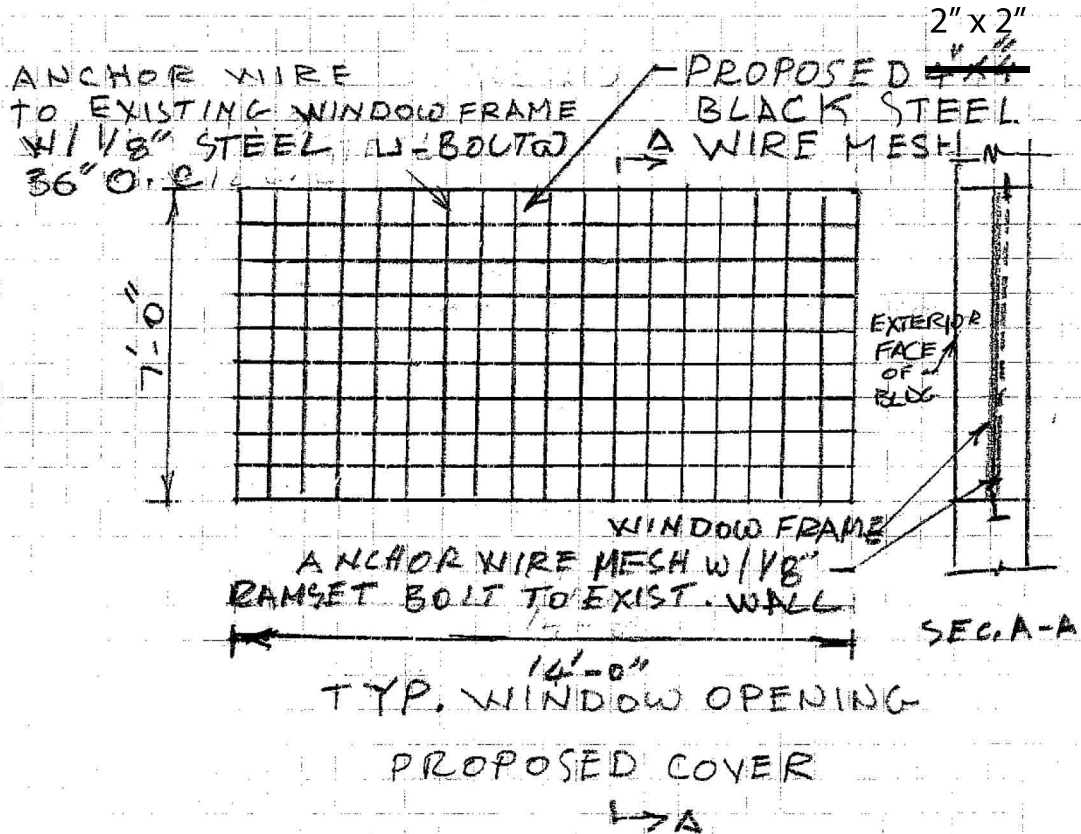 2" x 2"
ANCHOR WIRE
TO EXISTING WINDOW FRAME
W/ 1/8" STEEL U-BOLT @
36" O.C.
PROPOSED 4" X 4"
BLACK STEEL
WIRE MESH
A
7'-0"
EXTERIOR
FACE
OF
BLDG
WINDOW FRAME
ANCHOR WIRE MESH W/ 1/8"
RAMSET BOLT TO EXIST. WALL
SEC. A-A
14'-0"
TYP. WINDOW OPENING
PROPOSED COVER
A